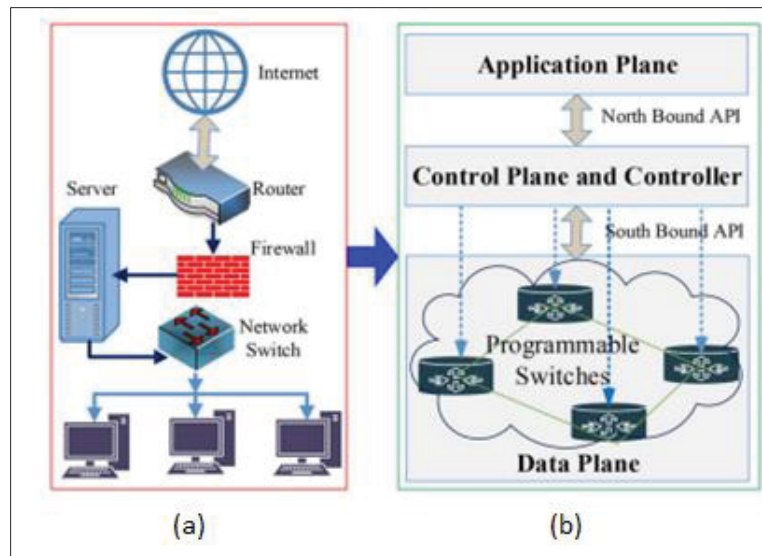 Internet
Router
Server
Firewall
Network
Switch
(a)
Application Plane
North Bound API
Control Plane and Controller
South Bound API
Programmable
Switches
Data Plane
(b)